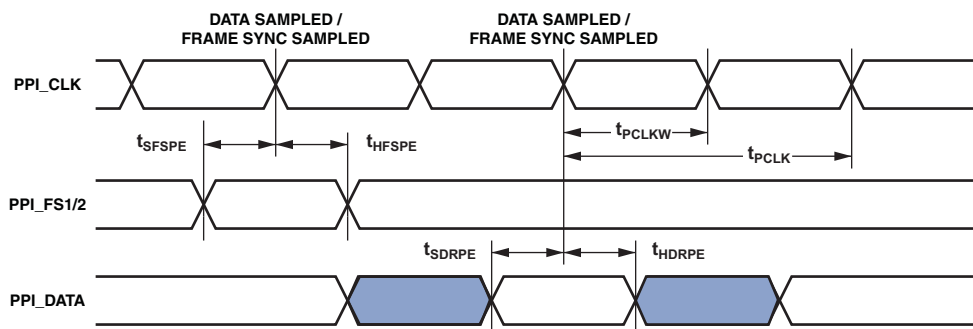 DATA SAMPLED /
FRAME SYNC SAMPLED
DATA SAMPLED /
FRAME SYNC SAMPLED
PPI_CLK
tPCLKW
tSFSPE
tHFSPE
tPCLK
PPI_FS1/2
tSDRPE
tHDRPE
PPI_DATA